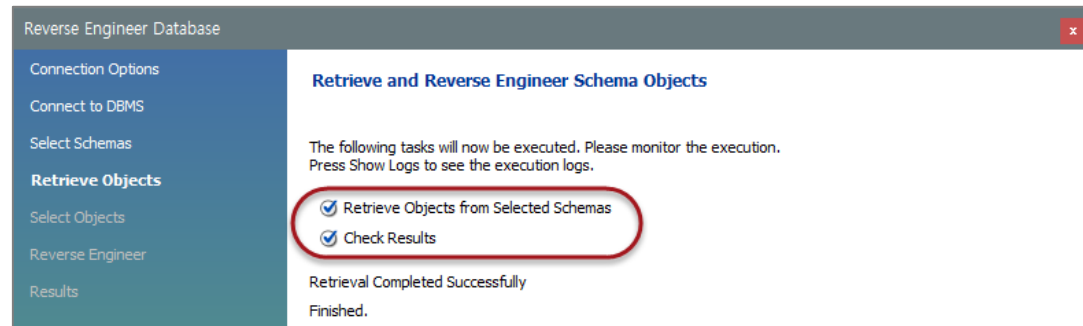 Reverse Engineer Database
x
Connection Options
Connect to DBMS
Select Schemas
Retrieve Objects
Select Objects
Reverse Engineer
Results
Retrieve and Reverse Engineer Schema Objects
The following tasks will now be executed. Please monitor the execution.
Press Show Logs to see the execution logs.
Retrieve Objects from Selected Schemas
Check Results
Retrieval Completed Successfully
Finished.